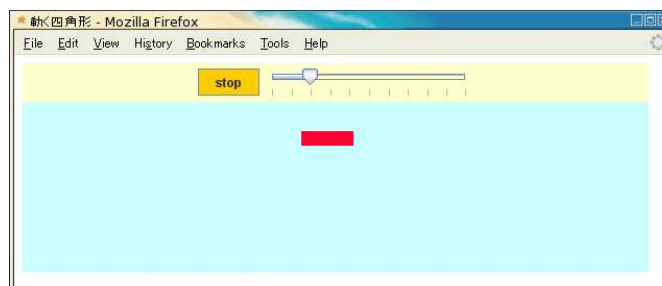 動く四角形 - Mozilla Firefox
File Edit View History Bookmarks Tools Help
stop